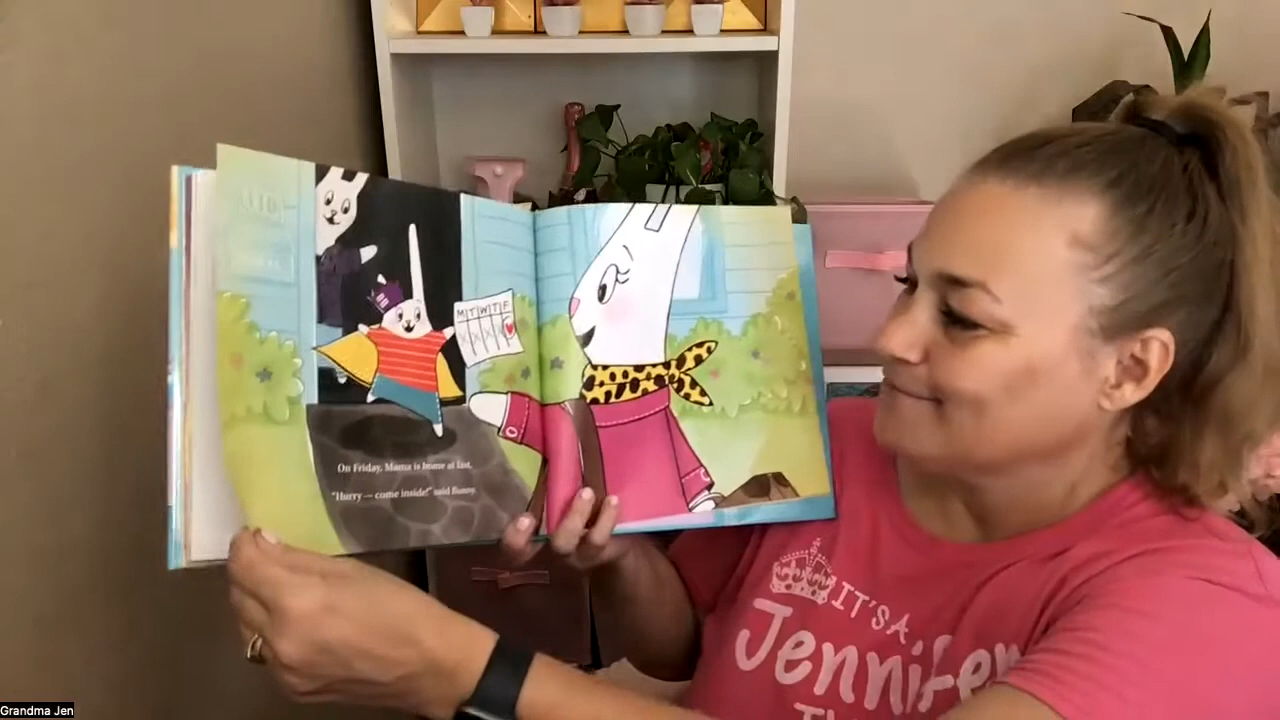 M T W T F
X X X X
On Friday, Mama is home at last.
"Hurry — come inside!" said Bunny.
IT'S A
Jennifer
Grandma Jen